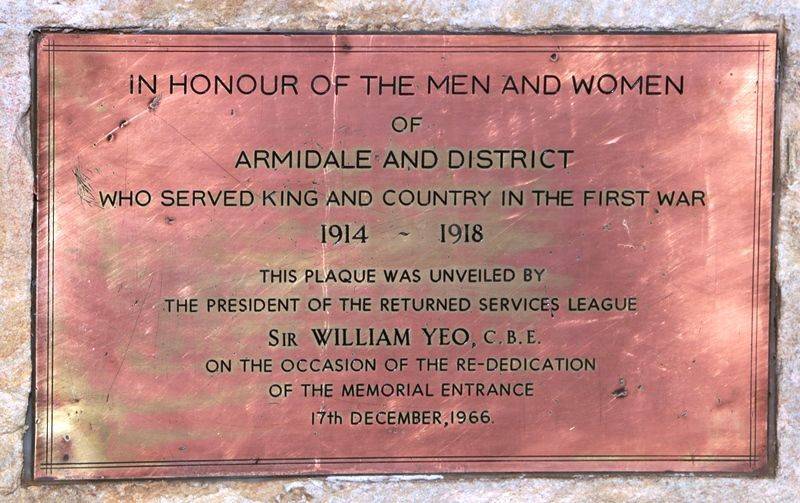 IN HONOUR OF THE MEN AND WOMEN
OF
ARMIDALE AND DISTRICT
WHO SERVED KING AND COUNTRY IN THE FIRST WAR
1914 ~ 1918
THIS PLAQUE WAS UNVEILED BY
THE PRESIDENT OF THE RETURNED SERVICES LEAGUE
SIR WILLIAM YEO, C.B.E.
ON THE OCCASION OF THE RE-DEDICATION
OF THE MEMORIAL ENTRANCE
17th DECEMBER, 1966.